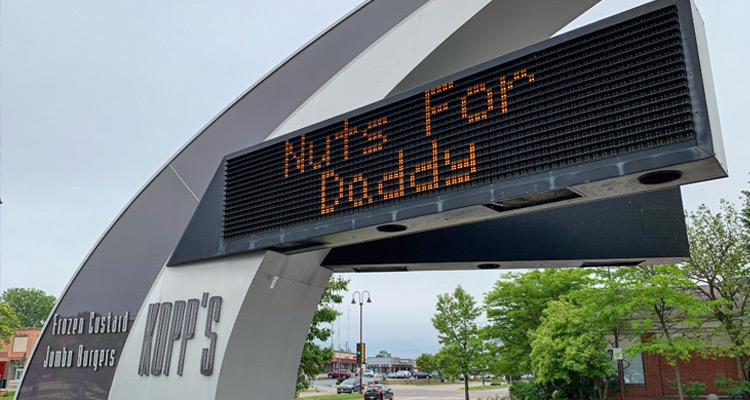 Nuts For
Daddy
KOPP'S
Frozen Custard
Jumbo Burgers